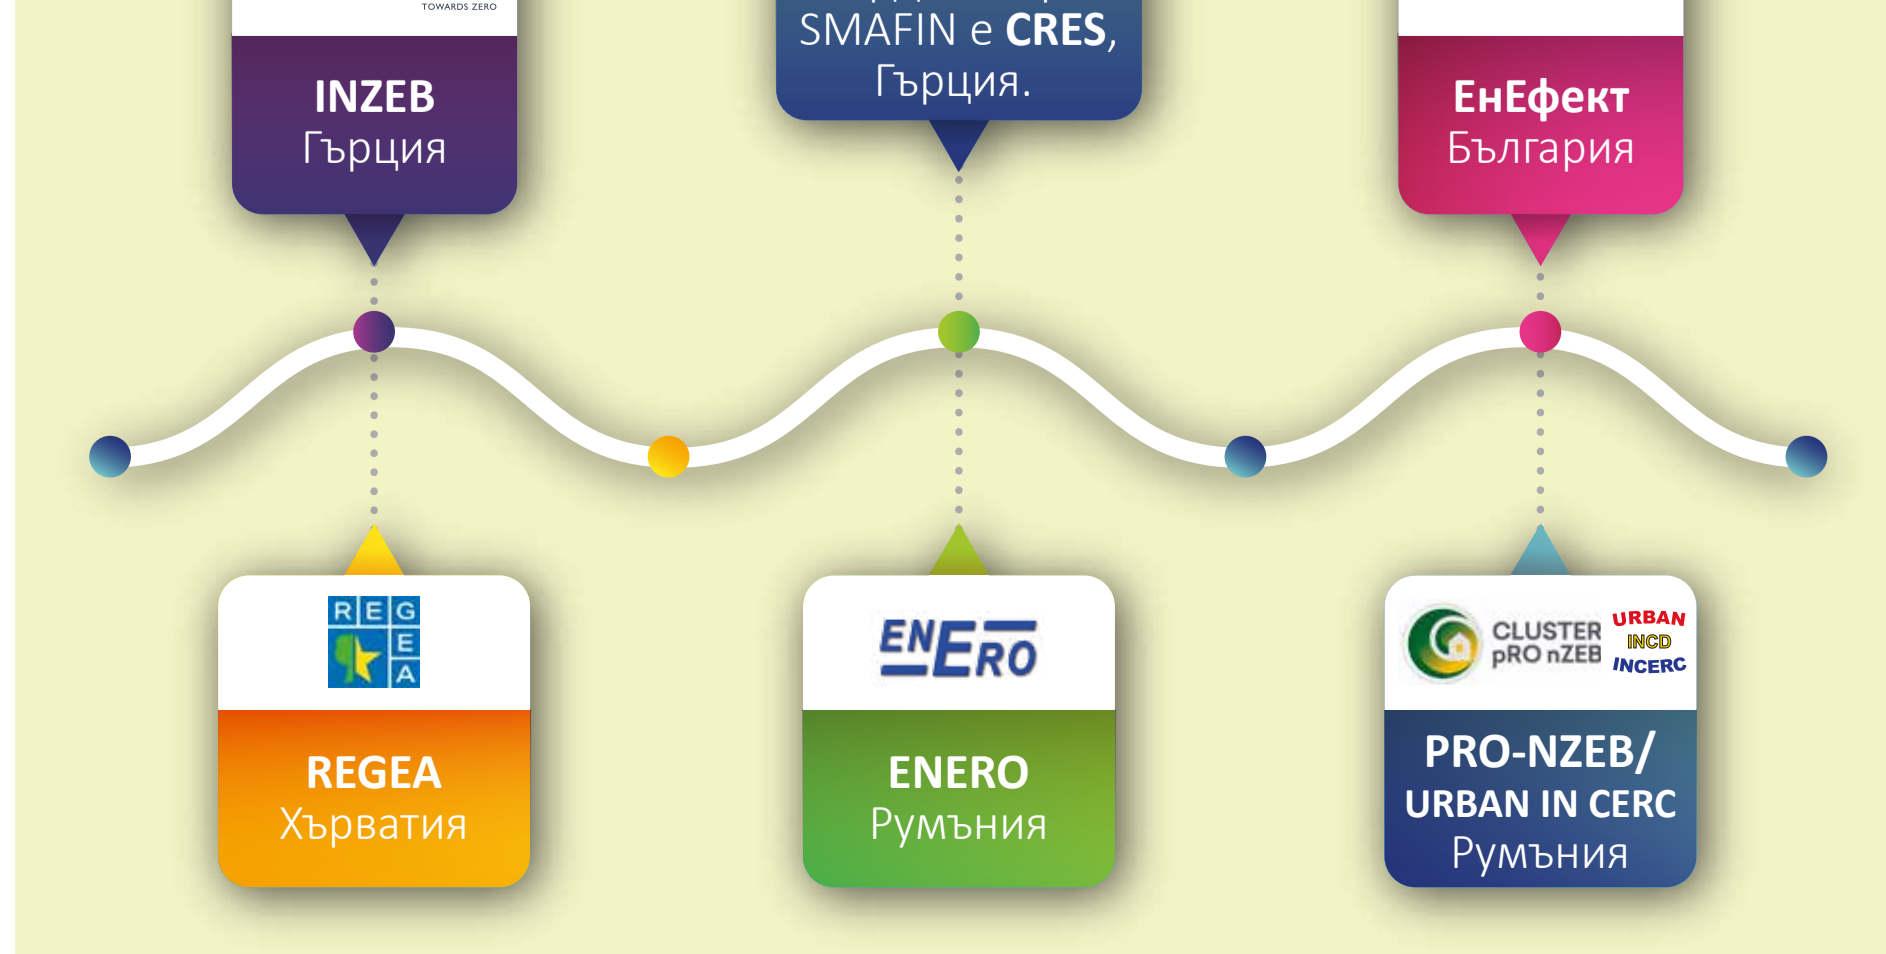 TOWARDS ZERO
INZEB
Гърция
SMAFIN е CRES,
Гърция.
ЕнЕфект
България
REG
E
A
REGEA
Хърватия
ENERO
ENERO
Румъния
CLUSTER
pRO nZEB
URBAN
INCD
INCERC
PRO-NZEB/
URBAN IN CERC
Румъния